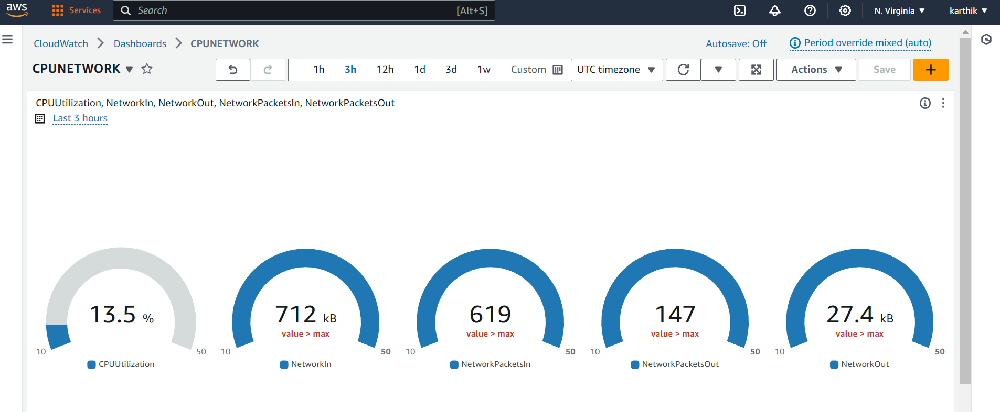 aws Services Search [Alt+S] N. Virginia karthik
CloudWatch Dashboards CPUNETWORK Autosave: Off Period override mixed (auto)
CPUNETWORK 1h 3h 12h 1d 3d 1w Custom UTC timezone Actions Save
CPUUtilization, NetworkIn, NetworkOut, NetworkPacketsIn, NetworkPacketsOut
Last 3 hours
13.5 % 712 kB 619 147 27.4 kB
value > max value > max value > max value > max
10 50 10 50 10 50 10 50 10 50
CPUUtilization NetworkIn NetworkPacketsIn NetworkPacketsOut NetworkOut